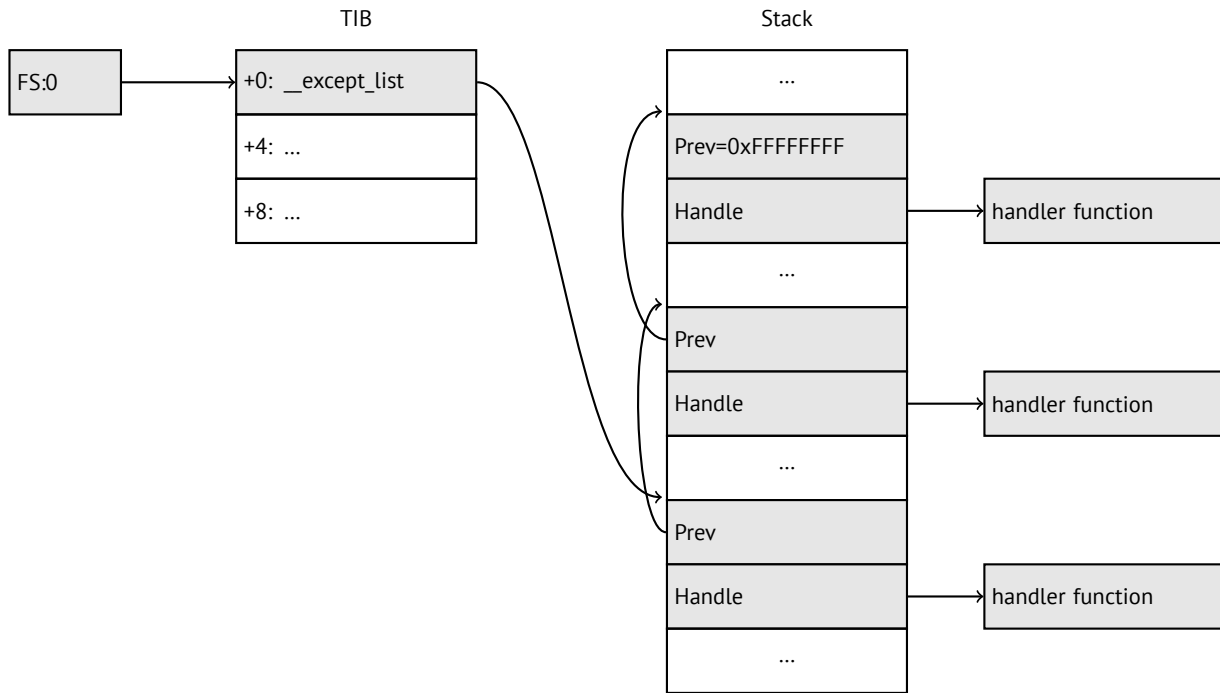 TIB
Stack
FS:0
+0: __except_list
+4: ...
+8: ...
...
Prev=0xFFFFFFFF
Handle
handler function
...
Prev
Handle
handler function
...
Prev
Handle
handler function
...